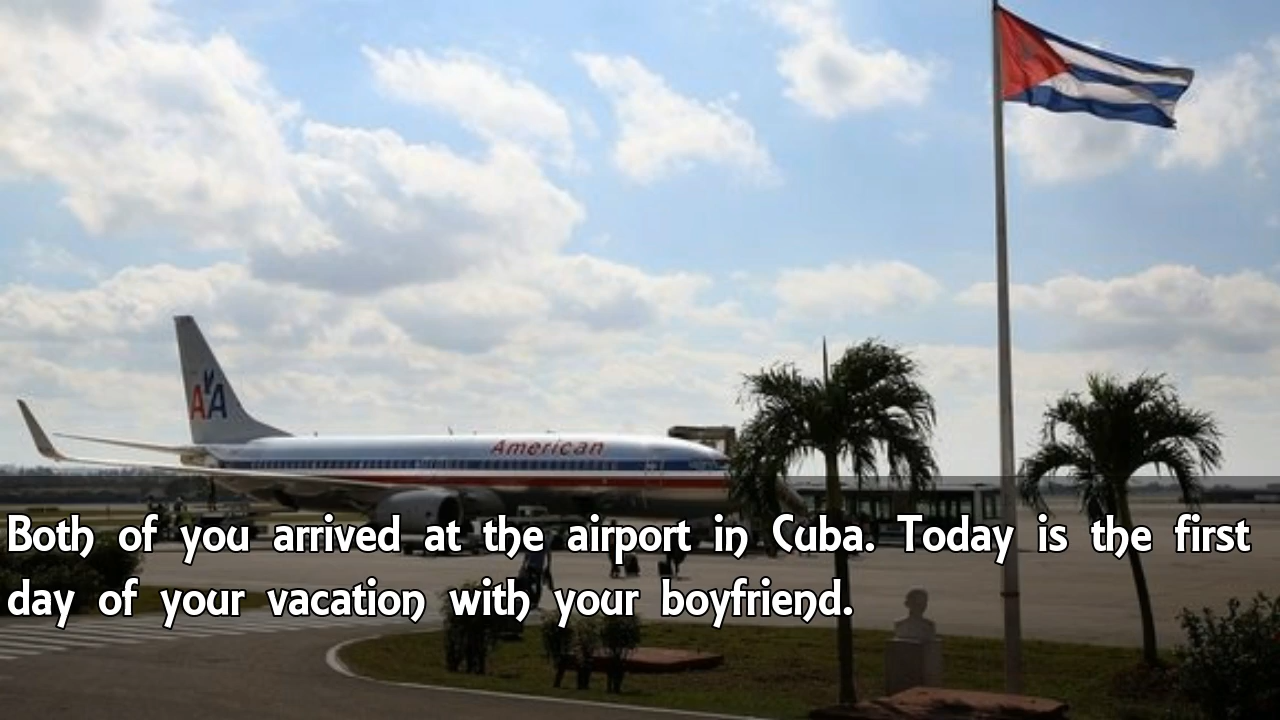 AA
American
Both of you arrived at the airport in Cuba. Today is the first
day of your vacation with your boyfriend.